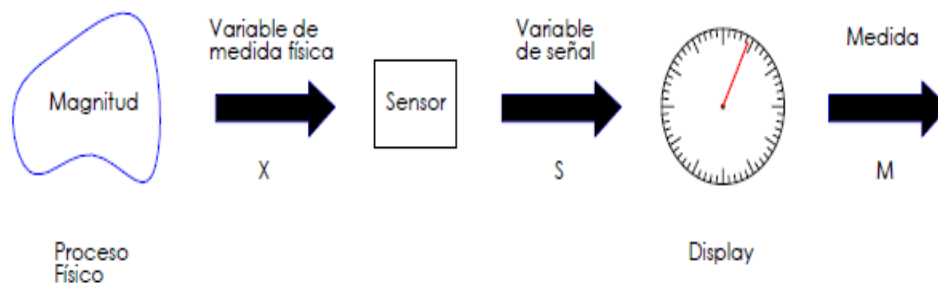 Variable de
medida física
Variable
de señal
Medida
Magnitud
Sensor
X
S
M
Proceso
Físico
Display